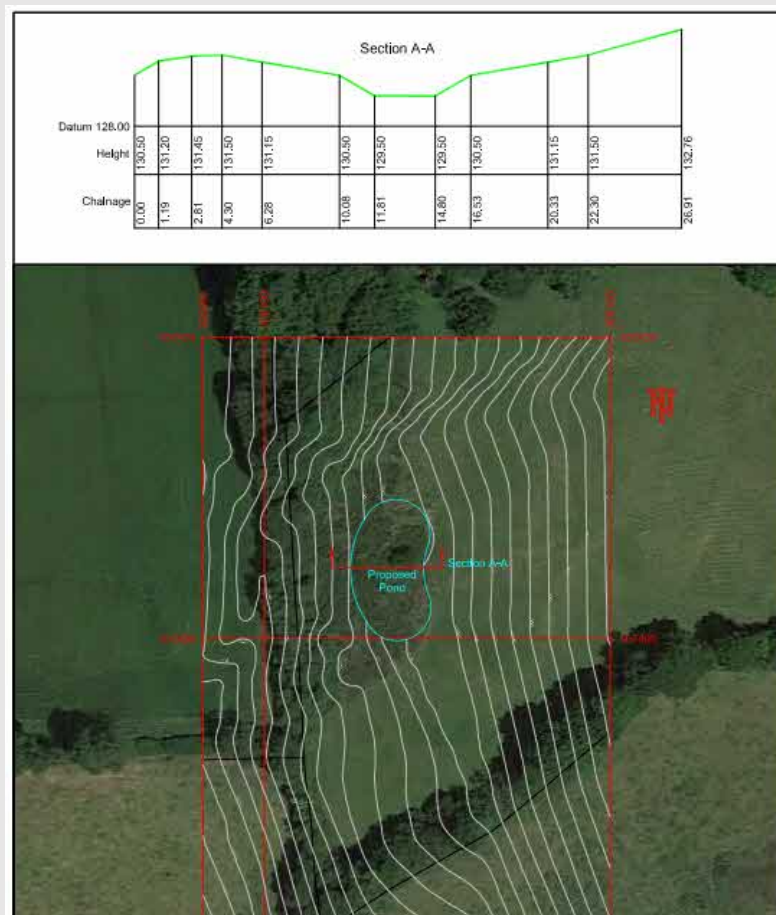 Section A-A
Datum 128.00
Height
130.50 131.20 131.45 131.50 131.15 130.50 129.50 129.50 130.50 131.15 131.50 132.76
Chainage
0.00 1.19 2.81 4.30 6.28 10.08 11.81 14.80 16.53 20.33 22.30 26.91
Section A-A
Proposed
Pond